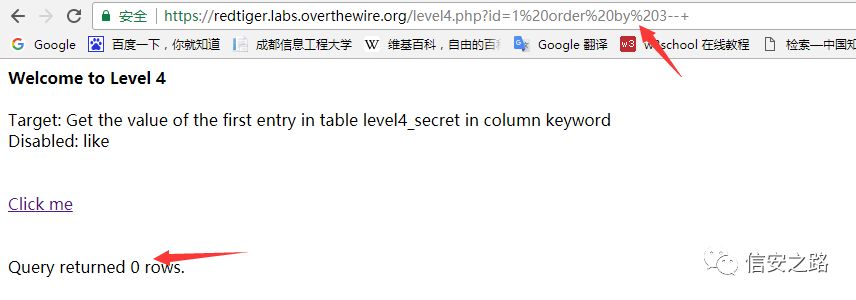 安全 https://redtiger.labs.overthewire.org/level4.php?id=1%20order%20by%203--+
Google 百度一下，你就知道 成都信息工程大学 W 维基百科，自由的百科 Google 翻译 w3 w3school 在线教程 检索—中国知
Welcome to Level 4
Target: Get the value of the first entry in table level4_secret in column keyword
Disabled: like
Click me
Query returned 0 rows.
信安之路